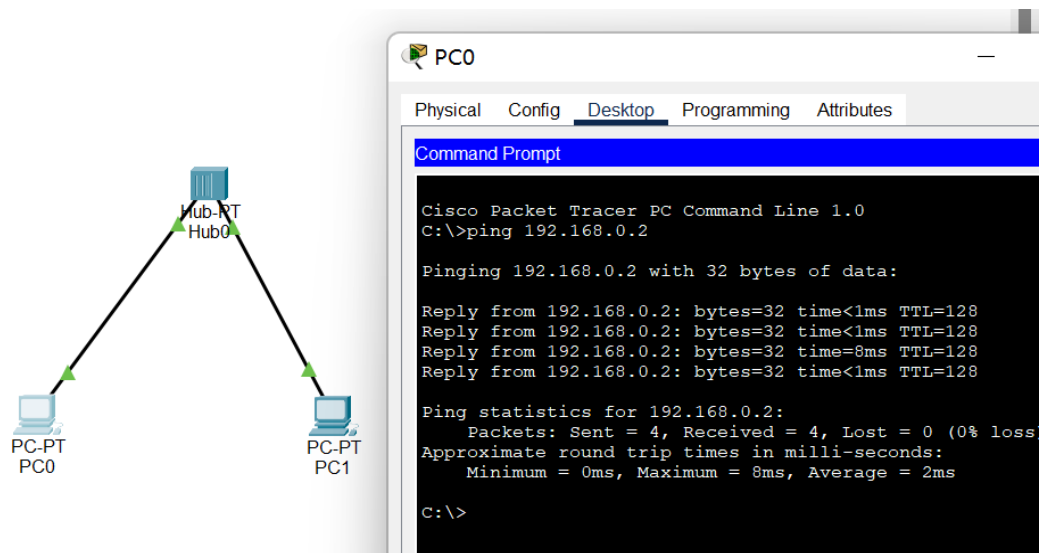 Hub-PT
Hub0
PC-PT
PC0
PC-PT
PC1
PC0
Physical Config Desktop Programming Attributes
Command Prompt
Cisco Packet Tracer PC Command Line 1.0
C:\>ping 192.168.0.2
Pinging 192.168.0.2 with 32 bytes of data:
Reply from 192.168.0.2: bytes=32 time<1ms TTL=128
Reply from 192.168.0.2: bytes=32 time<1ms TTL=128
Reply from 192.168.0.2: bytes=32 time=8ms TTL=128
Reply from 192.168.0.2: bytes=32 time<1ms TTL=128
Ping statistics for 192.168.0.2:
Packets: Sent = 4, Received = 4, Lost = 0 (0% loss)
Approximate round trip times in milli-seconds:
Minimum = 0ms, Maximum = 8ms, Average = 2ms
C:\>